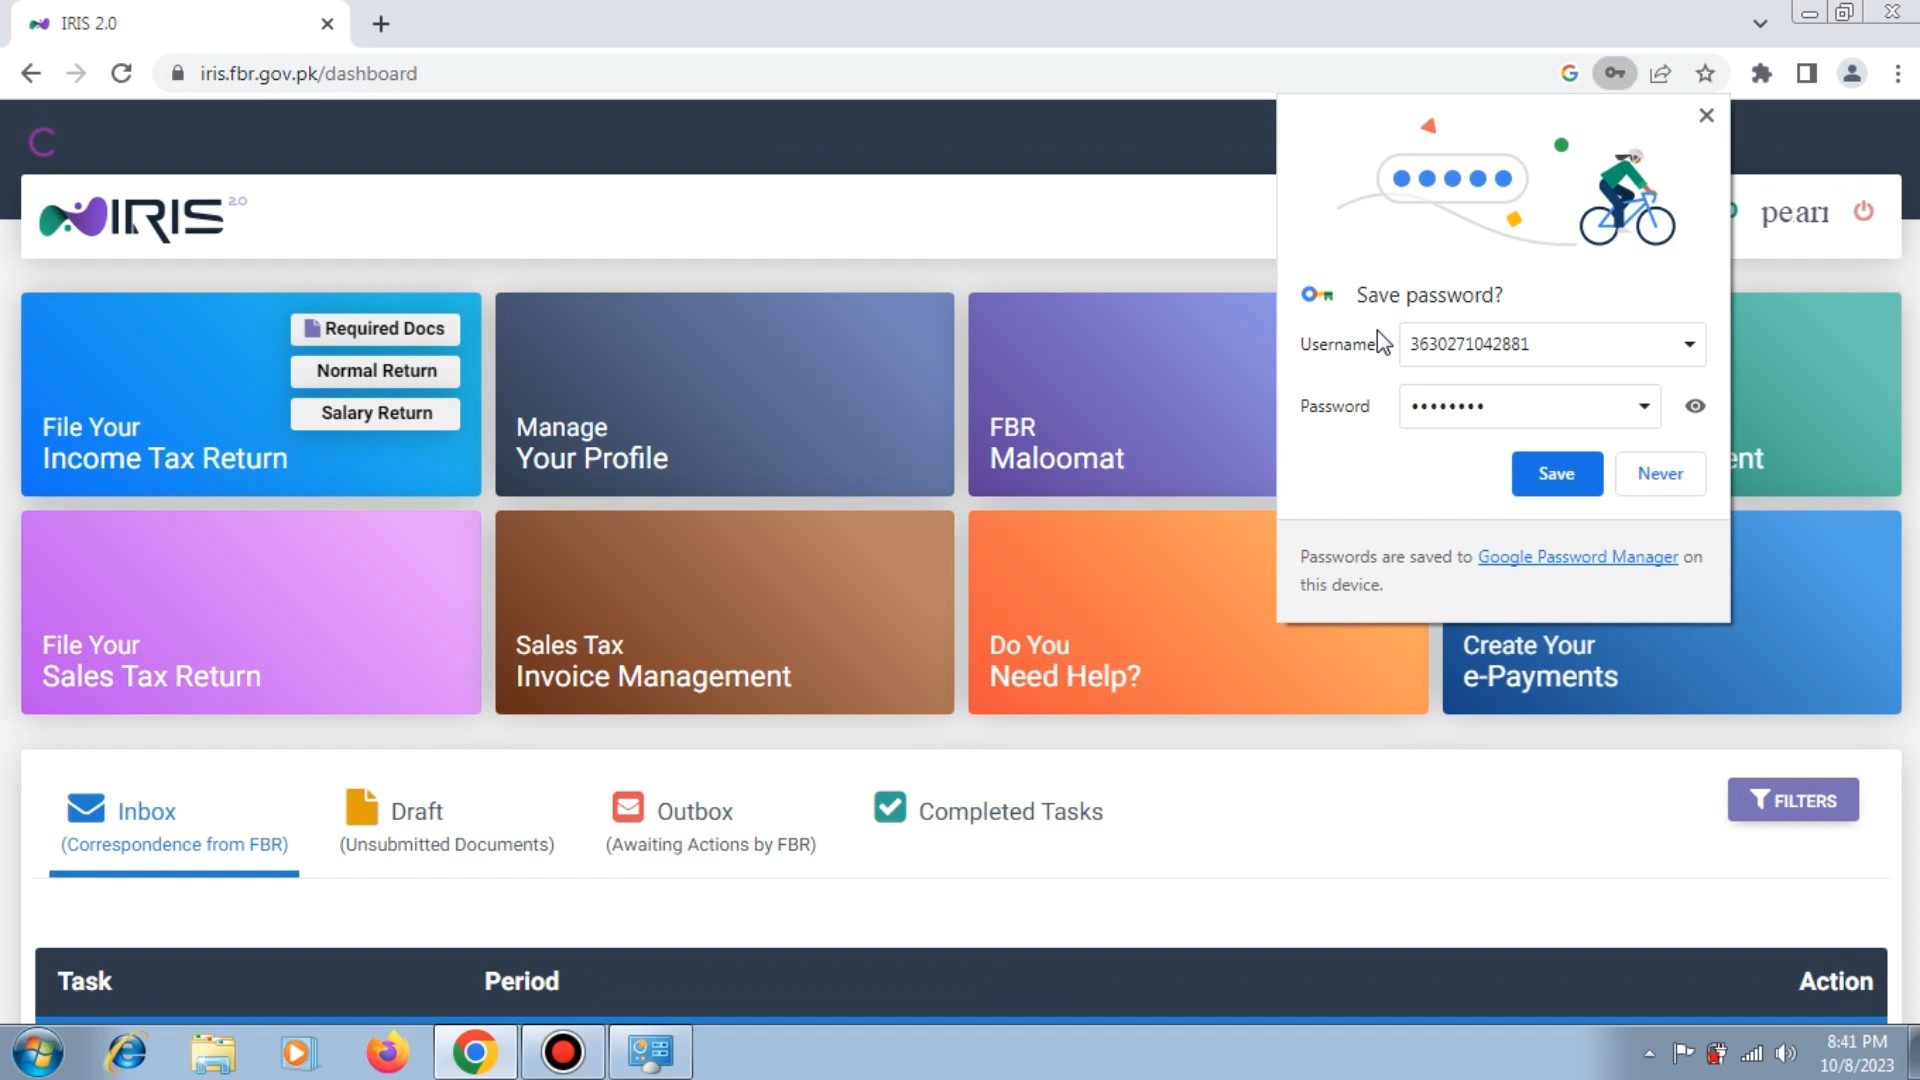 IRIS 2.0
iris.fbr.gov.pk/dashboard
IRIS 2.0
Save password?
Username
3630271042881
Password
••••••••
Save
Never
Passwords are saved to Google Password Manager on
this device.
Required Docs
Normal Return
Salary Return
File Your
Income Tax Return
Manage
Your Profile
FBR
Maloomat
File Your
Sales Tax Return
Sales Tax
Invoice Management
Do You
Need Help?
Create Your
e-Payments
Inbox
(Correspondence from FBR)
Draft
(Unsubmitted Documents)
Outbox
(Awaiting Actions by FBR)
Completed Tasks
FILTERS
Task Period Action
8:41 PM
10/8/2023